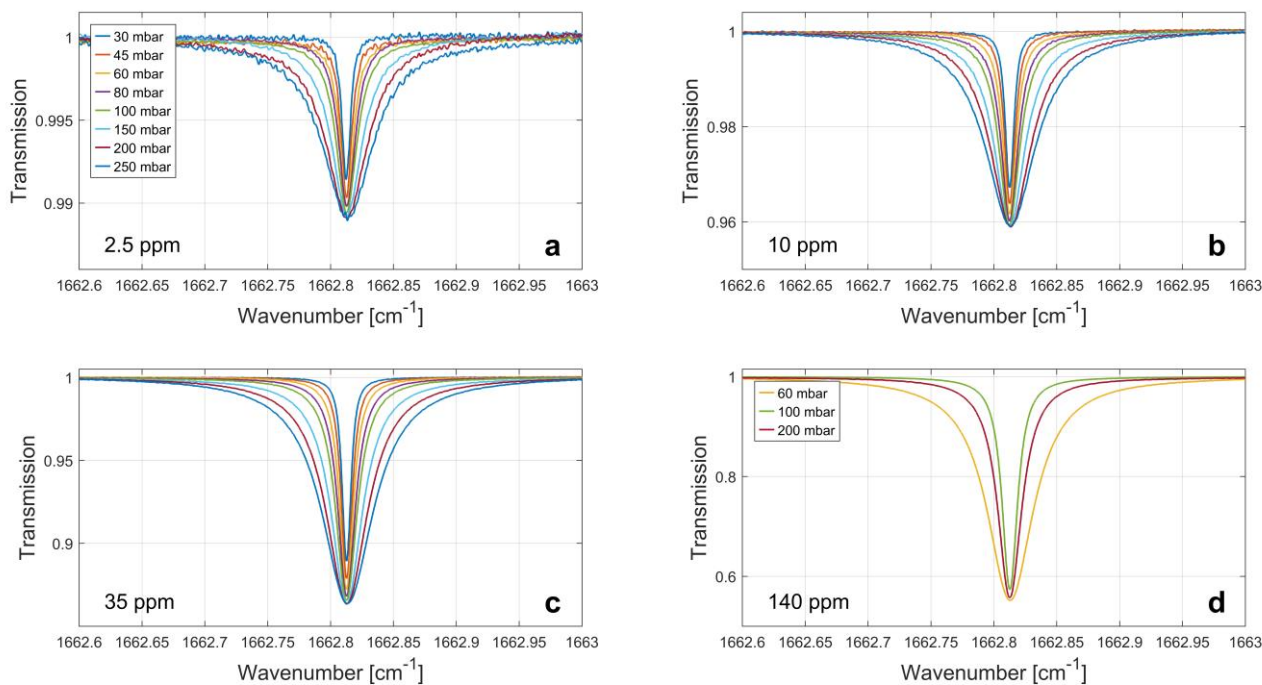 1
0.995
0.99
Transmission
30 mbar
45 mbar
60 mbar
80 mbar
100 mbar
150 mbar
200 mbar
250 mbar
2.5 ppm
a
1662.6 1662.65 1662.7 1662.75 1662.8 1662.85 1662.9 1662.95 1663
Wavenumber [cm⁻¹]
1
0.98
0.96
Transmission
10 ppm
b
1662.6 1662.65 1662.7 1662.75 1662.8 1662.85 1662.9 1662.95 1663
Wavenumber [cm⁻¹]
1
0.95
0.9
Transmission
35 ppm
c
1662.6 1662.65 1662.7 1662.75 1662.8 1662.85 1662.9 1662.95 1663
Wavenumber [cm⁻¹]
1
0.8
0.6
Transmission
60 mbar
100 mbar
200 mbar
140 ppm
d
1662.6 1662.65 1662.7 1662.75 1662.8 1662.85 1662.9 1662.95 1663
Wavenumber [cm⁻¹]